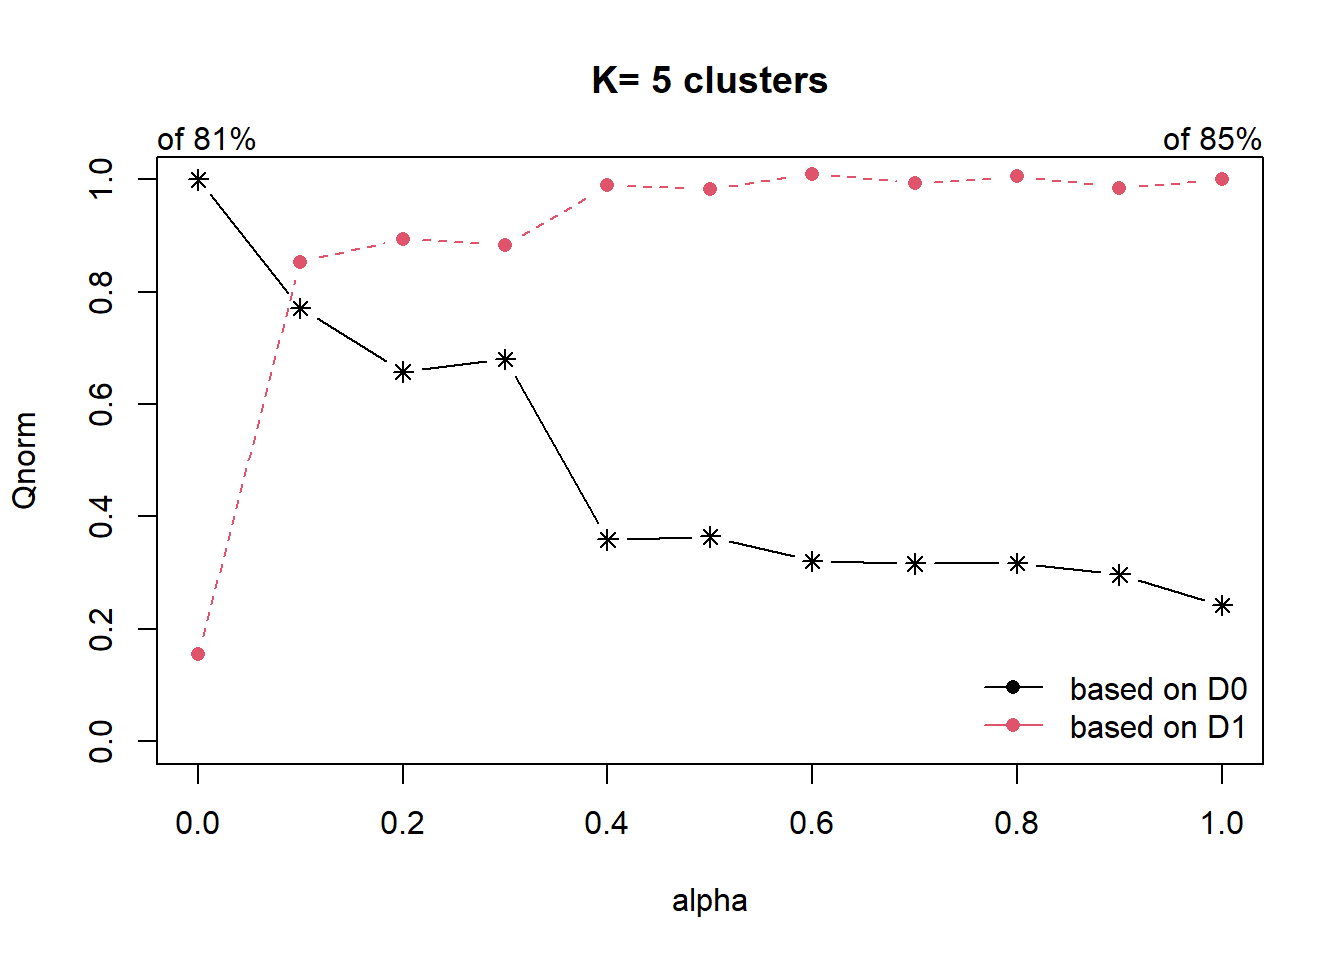 K= 5 clusters
of 81%
of 85%
Qnorm
1.0
0.8
0.6
0.4
0.2
0.0
based on D0
based on D1
0.0 0.2 0.4 0.6 0.8 1.0
alpha